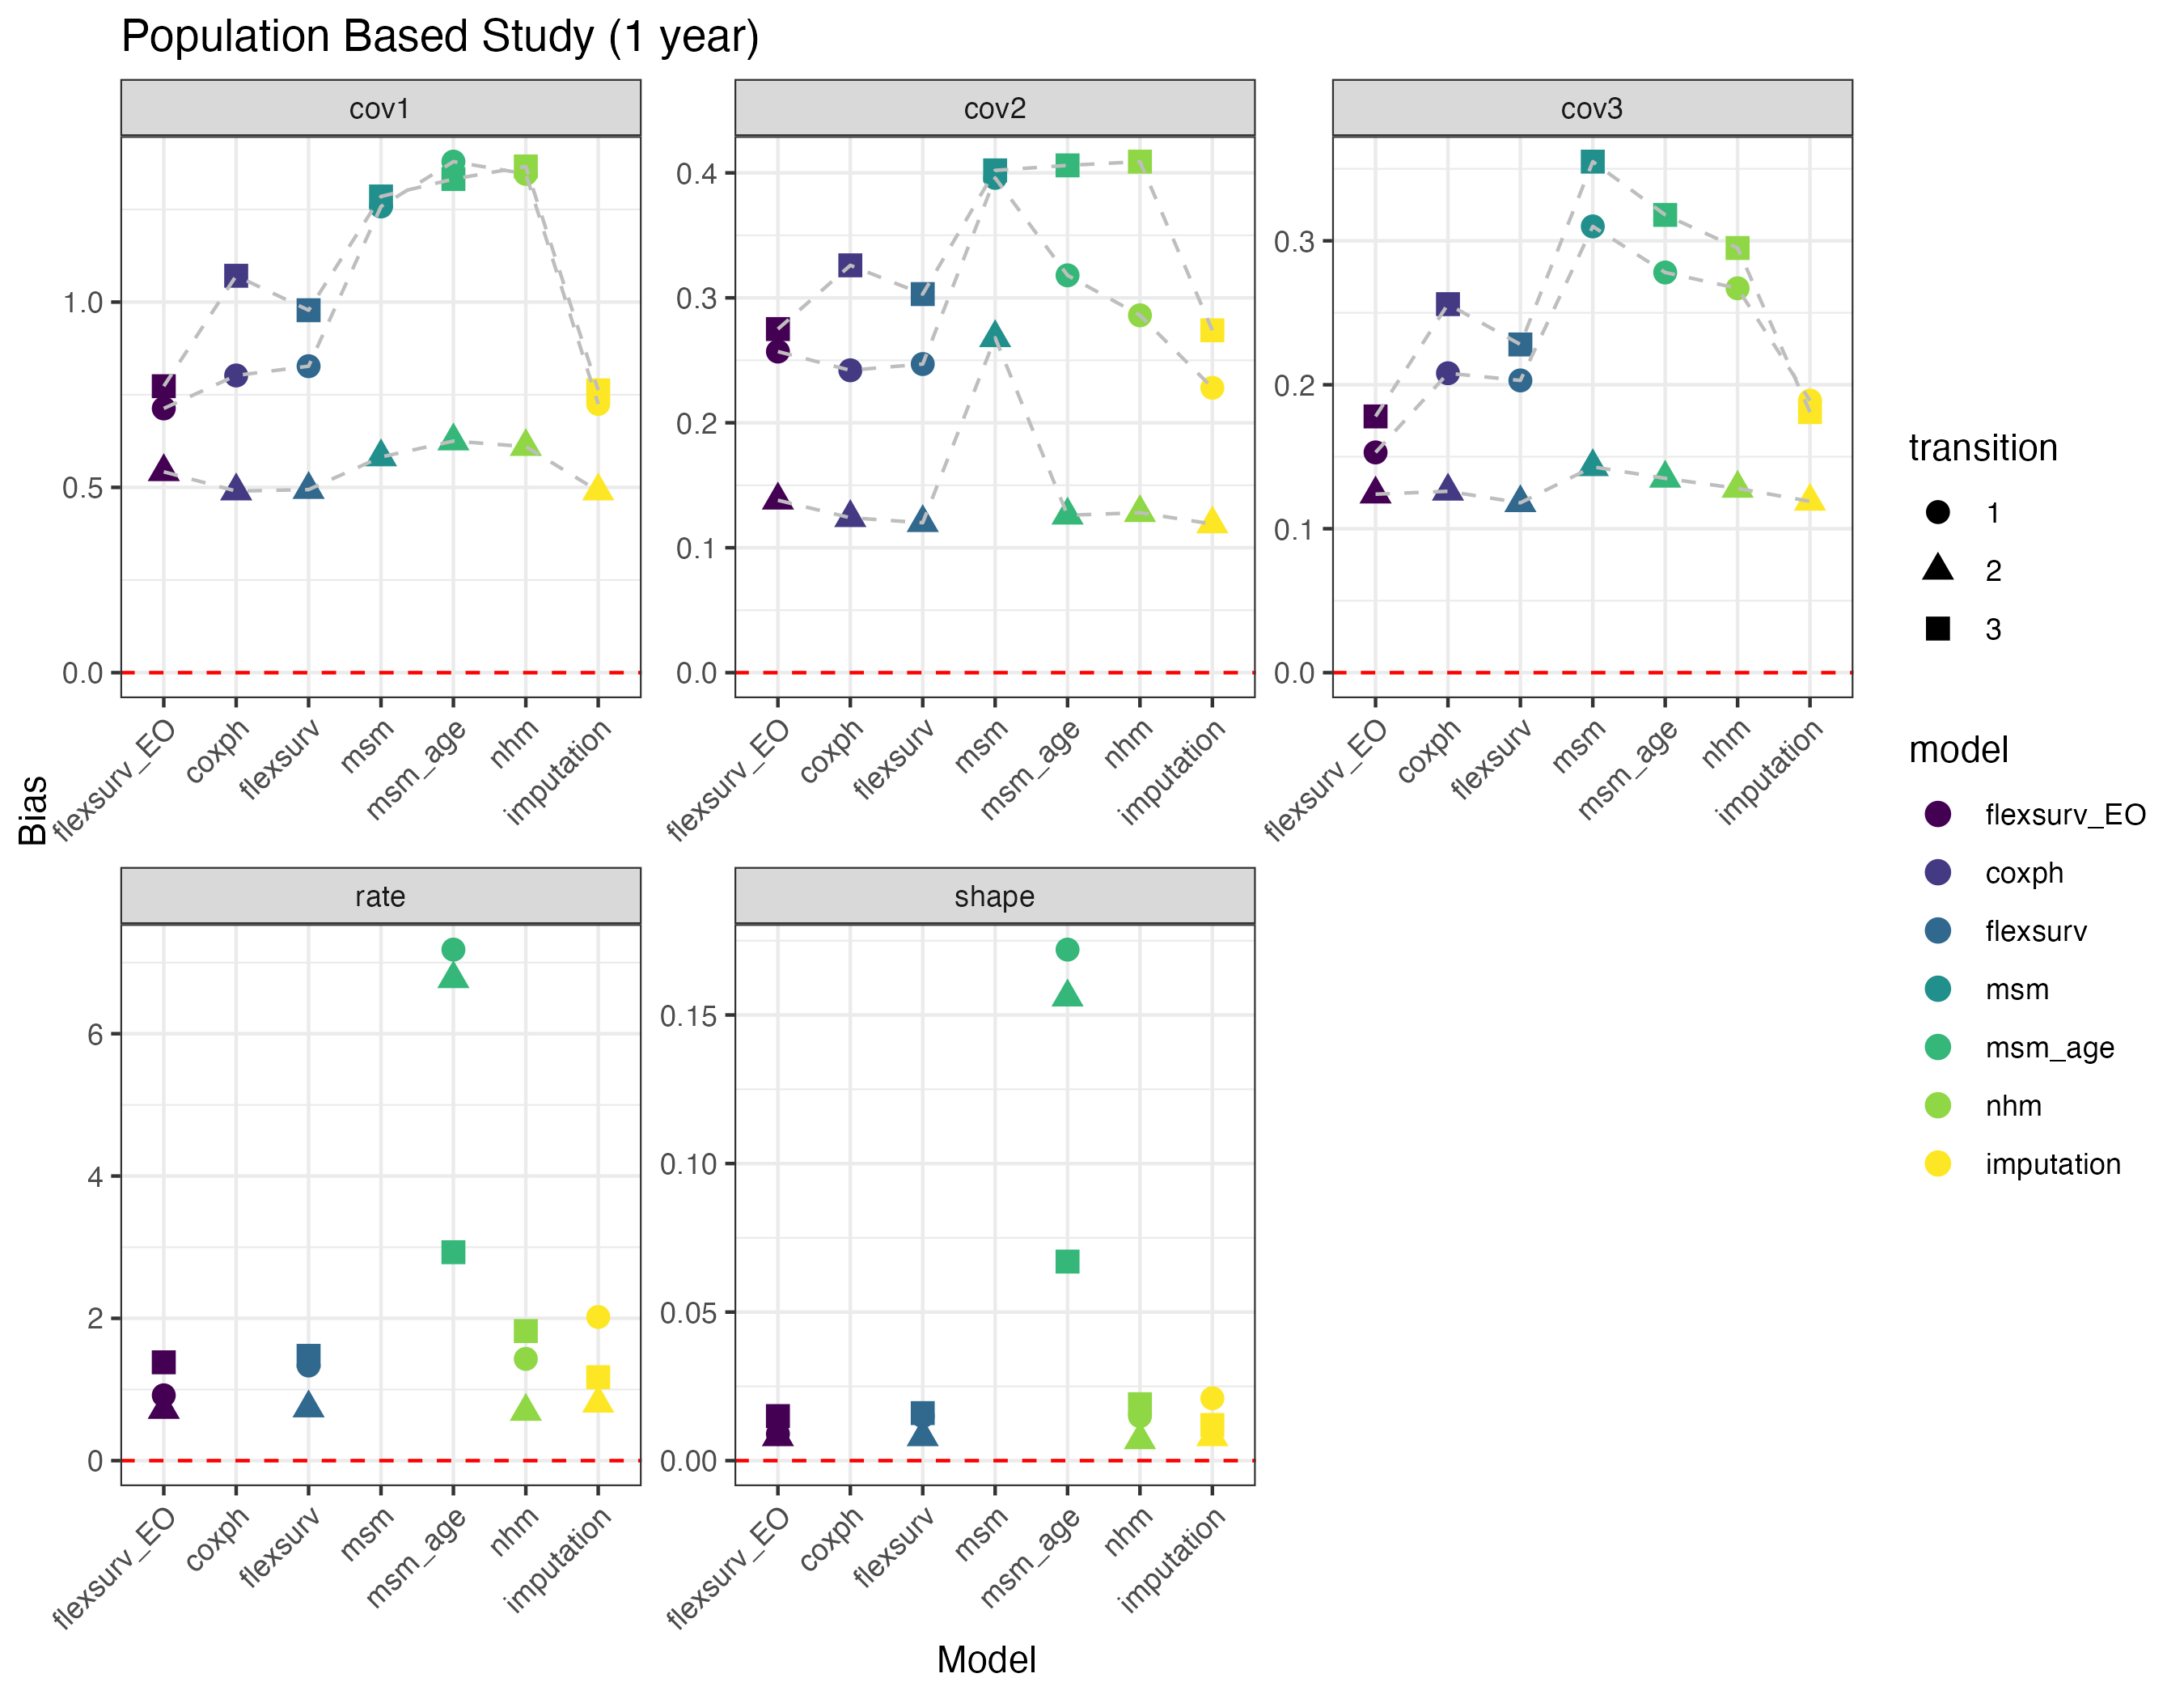 Population Based Study (1 year)
cov1
cov2
cov3
1.0
0.5
0.0
0.4
0.3
0.2
0.1
0.0
0.3
0.2
0.1
0.0
flexsurv_EO
coxph
flexsurv
msm
msm_age
nhm
imputation
flexsurv_EO
coxph
flexsurv
msm
msm_age
nhm
imputation
flexsurv_EO
coxph
flexsurv
msm
msm_age
nhm
imputation
Bias
rate
shape
6
4
2
0
0.15
0.10
0.05
0.00
flexsurv_EO
coxph
flexsurv
msm
msm_age
nhm
imputation
flexsurv_EO
coxph
flexsurv
msm
msm_age
nhm
imputation
Model
transition
1
2
3
model
flexsurv_EO
coxph
flexsurv
msm
msm_age
nhm
imputation